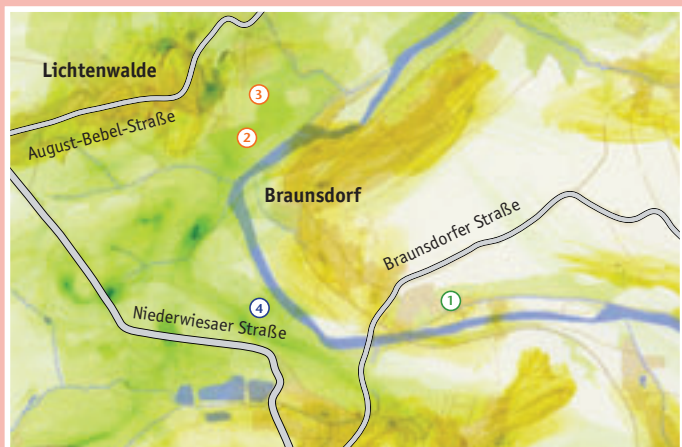 Lichtenwalde
3
August-Bebel-Straße
2
Braunsdorf
Braunsdorfer Straße
1
4
Niederwiesaer Straße